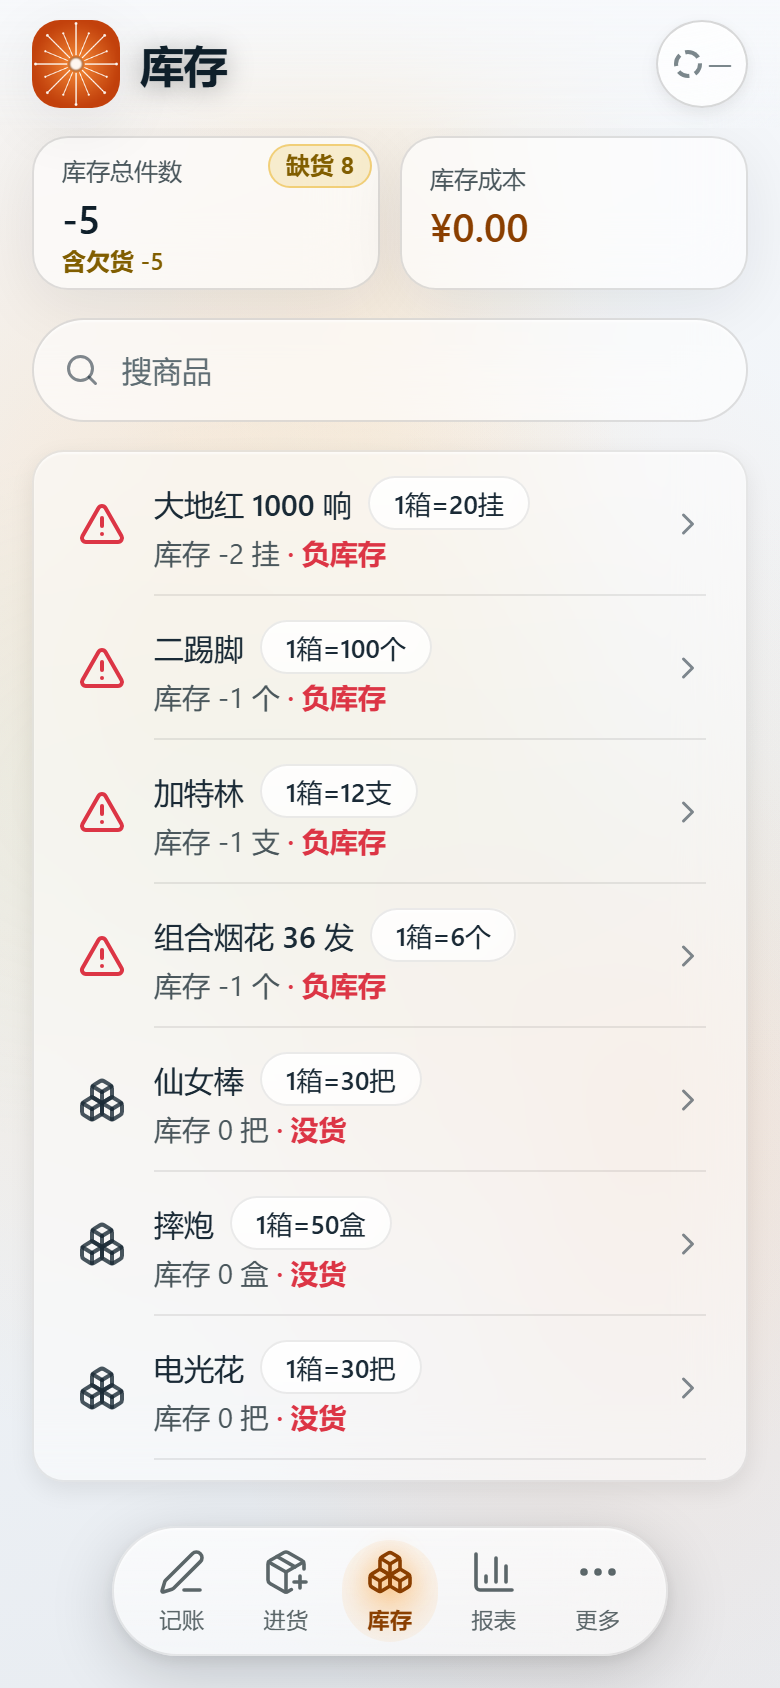 库存
库存总件数
缺货 8
-5
含欠货 -5
库存成本
¥0.00
搜商品
大地红 1000 响
1箱=20挂
库存 -2 挂 · 负库存
二踢脚
1箱=100个
库存 -1 个 · 负库存
加特林
1箱=12支
库存 -1 支 · 负库存
组合烟花 36 发
1箱=6个
库存 -1 个 · 负库存
仙女棒
1箱=30把
库存 0 把 · 没货
摔炮
1箱=50盒
库存 0 盒 · 没货
电光花
1箱=30把
库存 0 把 · 没货
记账
进货
库存
报表
更多